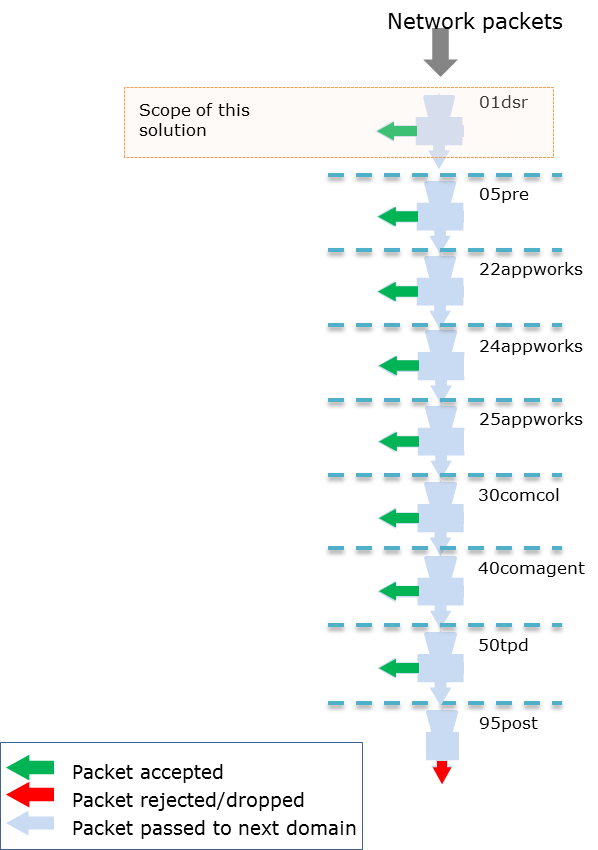 Network packets
01dsr
Scope of this
solution
05pre
22appworks
24appworks
25appworks
30comcol
40comagent
50tpd
95post
Packet accepted
Packet rejected/dropped
Packet passed to next domain